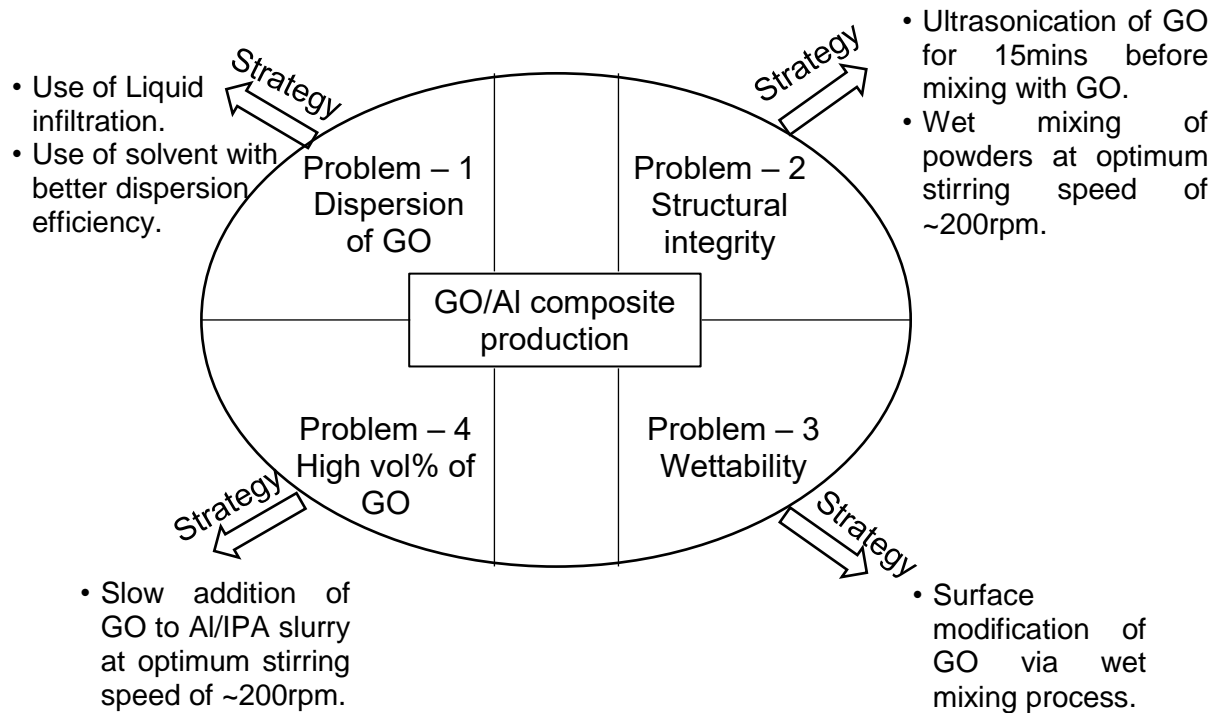 • Use of Liquid
infiltration.
• Use of solvent with
better dispersion
efficiency.
Strategy
Problem – 1
Dispersion
of GO
Strategy
• Ultrasonication of GO
for 15mins before
mixing with GO.
• Wet mixing of
powders at optimum
stirring speed of
~200rpm.
Problem – 2
Structural
integrity
GO/Al composite
production
Problem – 4
High vol% of
GO
Strategy
• Slow addition of
GO to Al/IPA slurry
at optimum stirring
speed of ~200rpm.
Problem – 3
Wettability
Strategy
• Surface
modification of
GO via wet
mixing process.